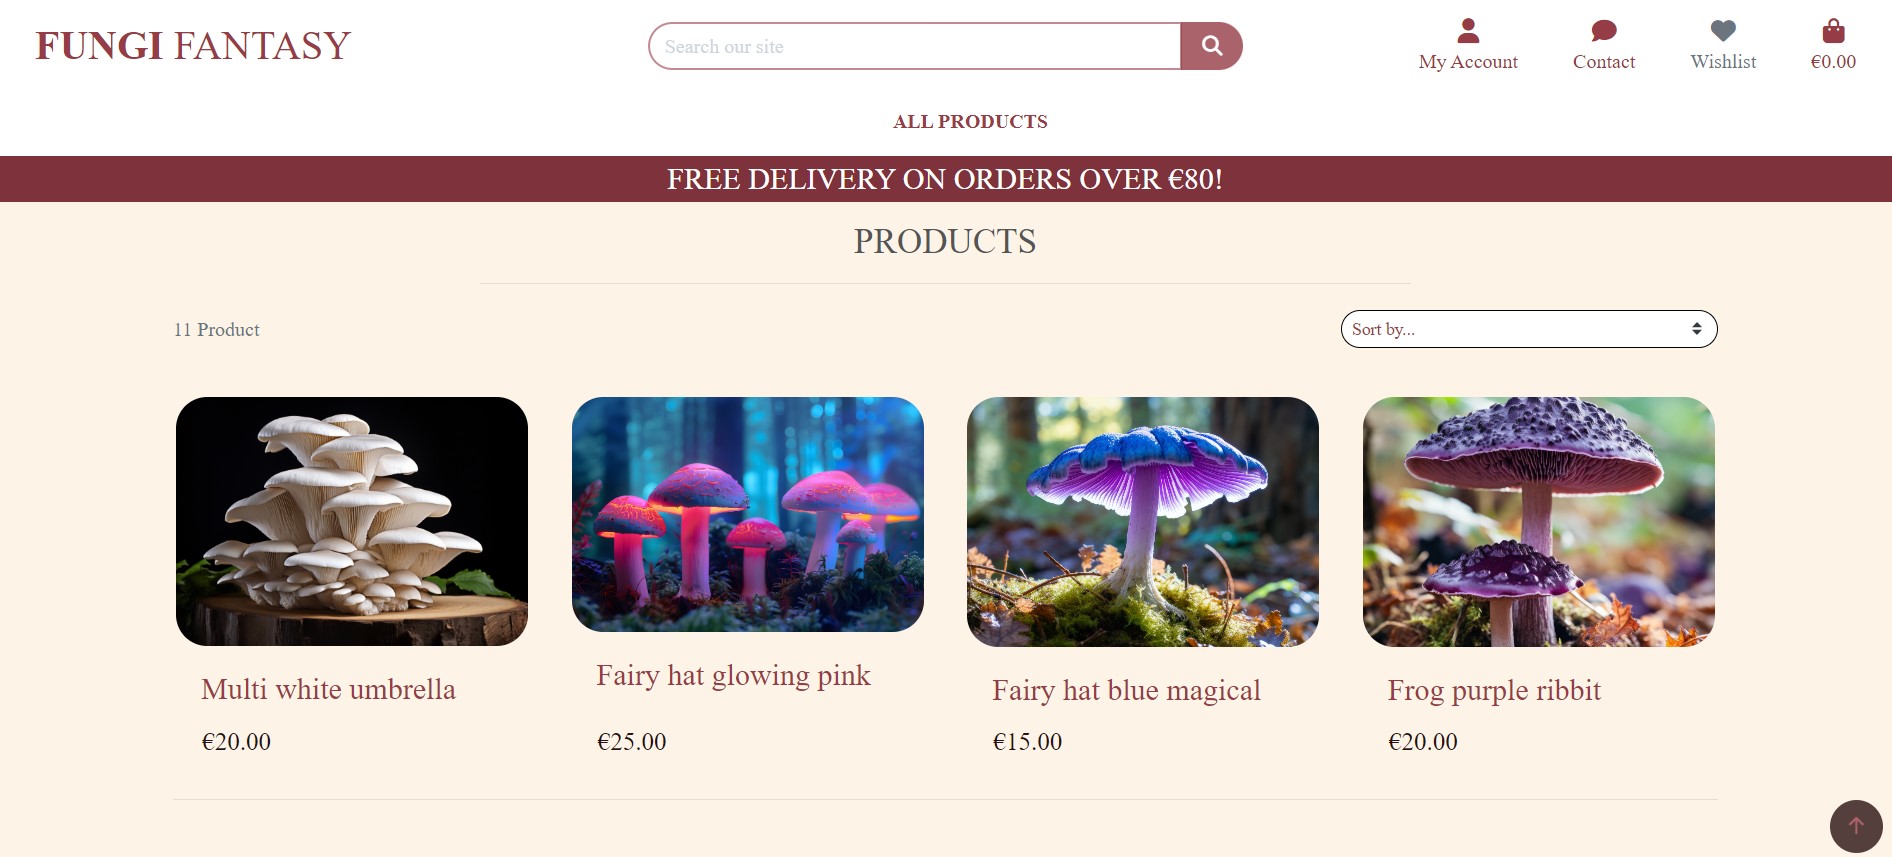 FUNGI FANTASY
Search our site
My Account
Contact
Wishlist
€0.00
ALL PRODUCTS
FREE DELIVERY ON ORDERS OVER €80!
PRODUCTS
11 Product
Sort by...
Multi white umbrella
€20.00
Fairy hat glowing pink
€25.00
Fairy hat blue magical
€15.00
Frog purple ribbit
€20.00